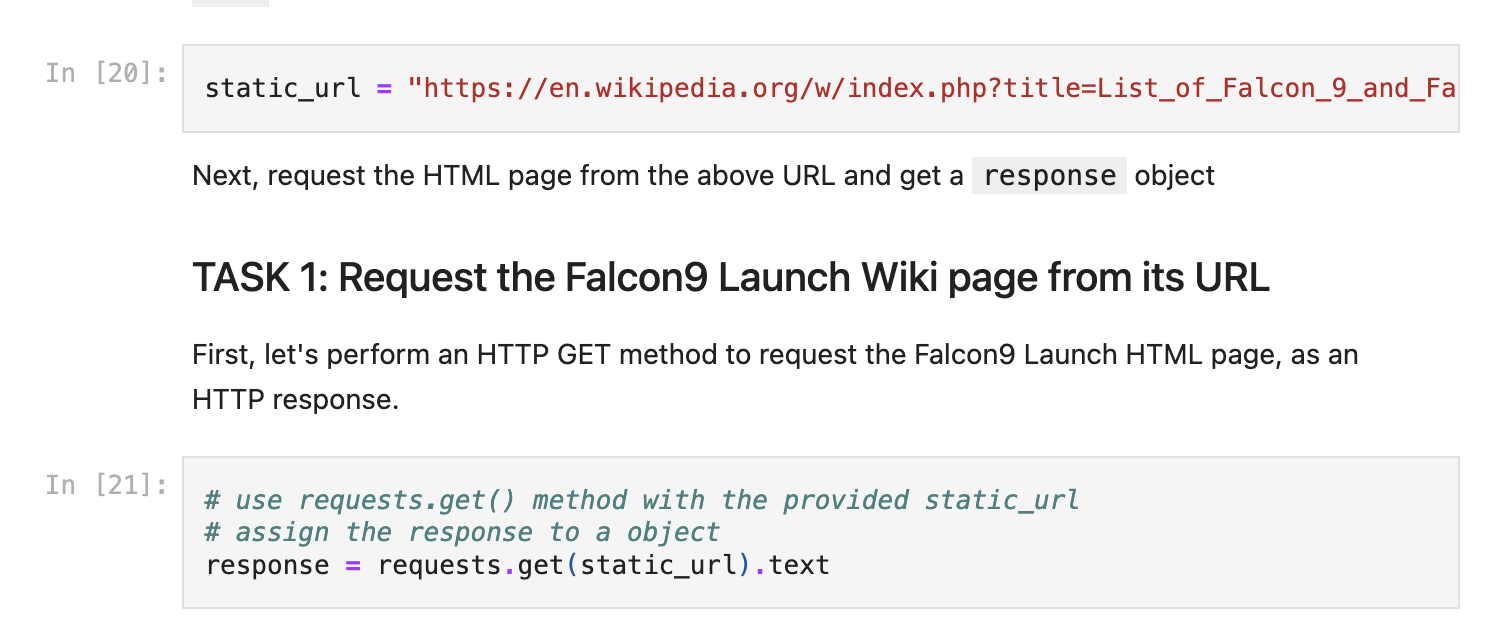 In [20]:
static_url = "https://en.wikipedia.org/w/index.php?title=List_of_Falcon_9_and_Fa
Next, request the HTML page from the above URL and get a response object
TASK 1: Request the Falcon9 Launch Wiki page from its URL
First, let's perform an HTTP GET method to request the Falcon9 Launch HTML page, as an
HTTP response.
In [21]:
# use requests.get() method with the provided static_url
# assign the response to a object
response = requests.get(static_url).text